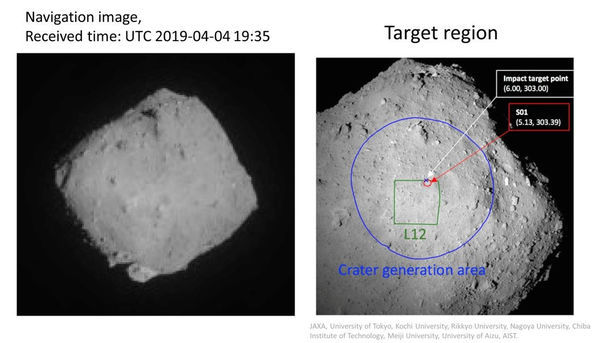 Navigation image,
Received time: UTC 2019-04-04 19:35
Target region
Impact target point
(6.00, 303.00)
S01
(5.13, 303.39)
L12
Crater generation area
JAXA, University of Tokyo, Kochi University, Rikkyo University, Nagoya University, Chiba
Institute of Technology, Meiji University, University of Aizu, AIST.